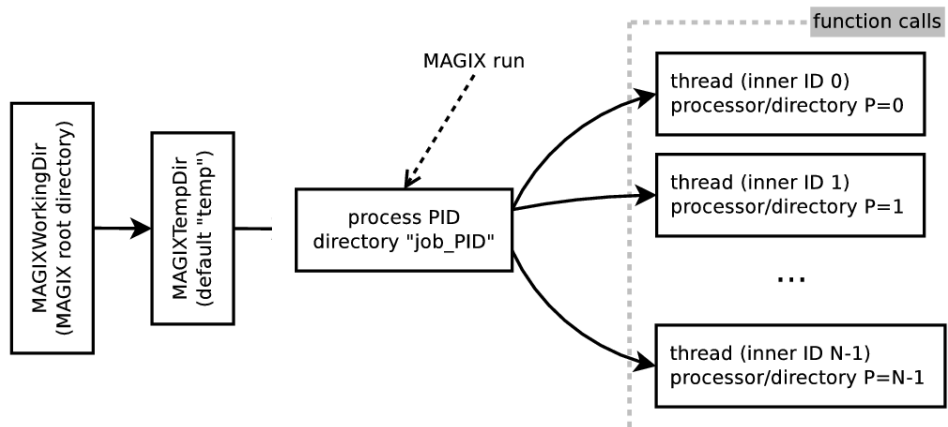 function calls
MAGIX run
MAGIXWorkingDir
(MAGIX root directory)
MAGIXTempDir
(default "temp")
process PID
directory "job_PID"
thread (inner ID 0)
processor/directory P=0
thread (inner ID 1)
processor/directory P=1
...
thread (inner ID N-1)
processor/directory P=N-1